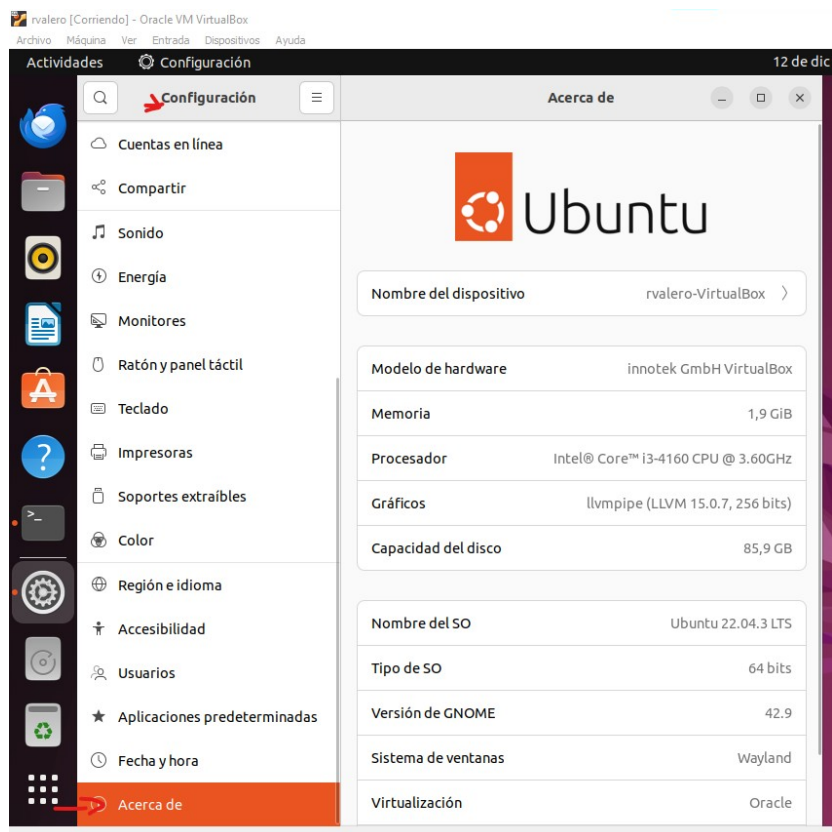 rvalero [Corriendo] - Oracle VM VirtualBox
Archivo Máquina Ver Entrada Dispositivos Ayuda
Actividades Configuración 12 de dic
Configuración Acerca de
Cuentas en línea
Compartir
Sonido
Energía
Monitores
Ratón y panel táctil
Teclado
Impresoras
Soportes extraíbles
Color
Región e idioma
Accesibilidad
Usuarios
Aplicaciones predeterminadas
Fecha y hora
Acerca de
Ubuntu
Nombre del dispositivo rvalero-VirtualBox
Modelo de hardware innotek GmbH VirtualBox
Memoria 1,9 GiB
Procesador Intel® Core™ i3-4160 CPU @ 3.60GHz
Gráficos llvmpipe (LLVM 15.0.7, 256 bits)
Capacidad del disco 85,9 GB
Nombre del SO Ubuntu 22.04.3 LTS
Tipo de SO 64 bits
Versión de GNOME 42.9
Sistema de ventanas Wayland
Virtualización Oracle